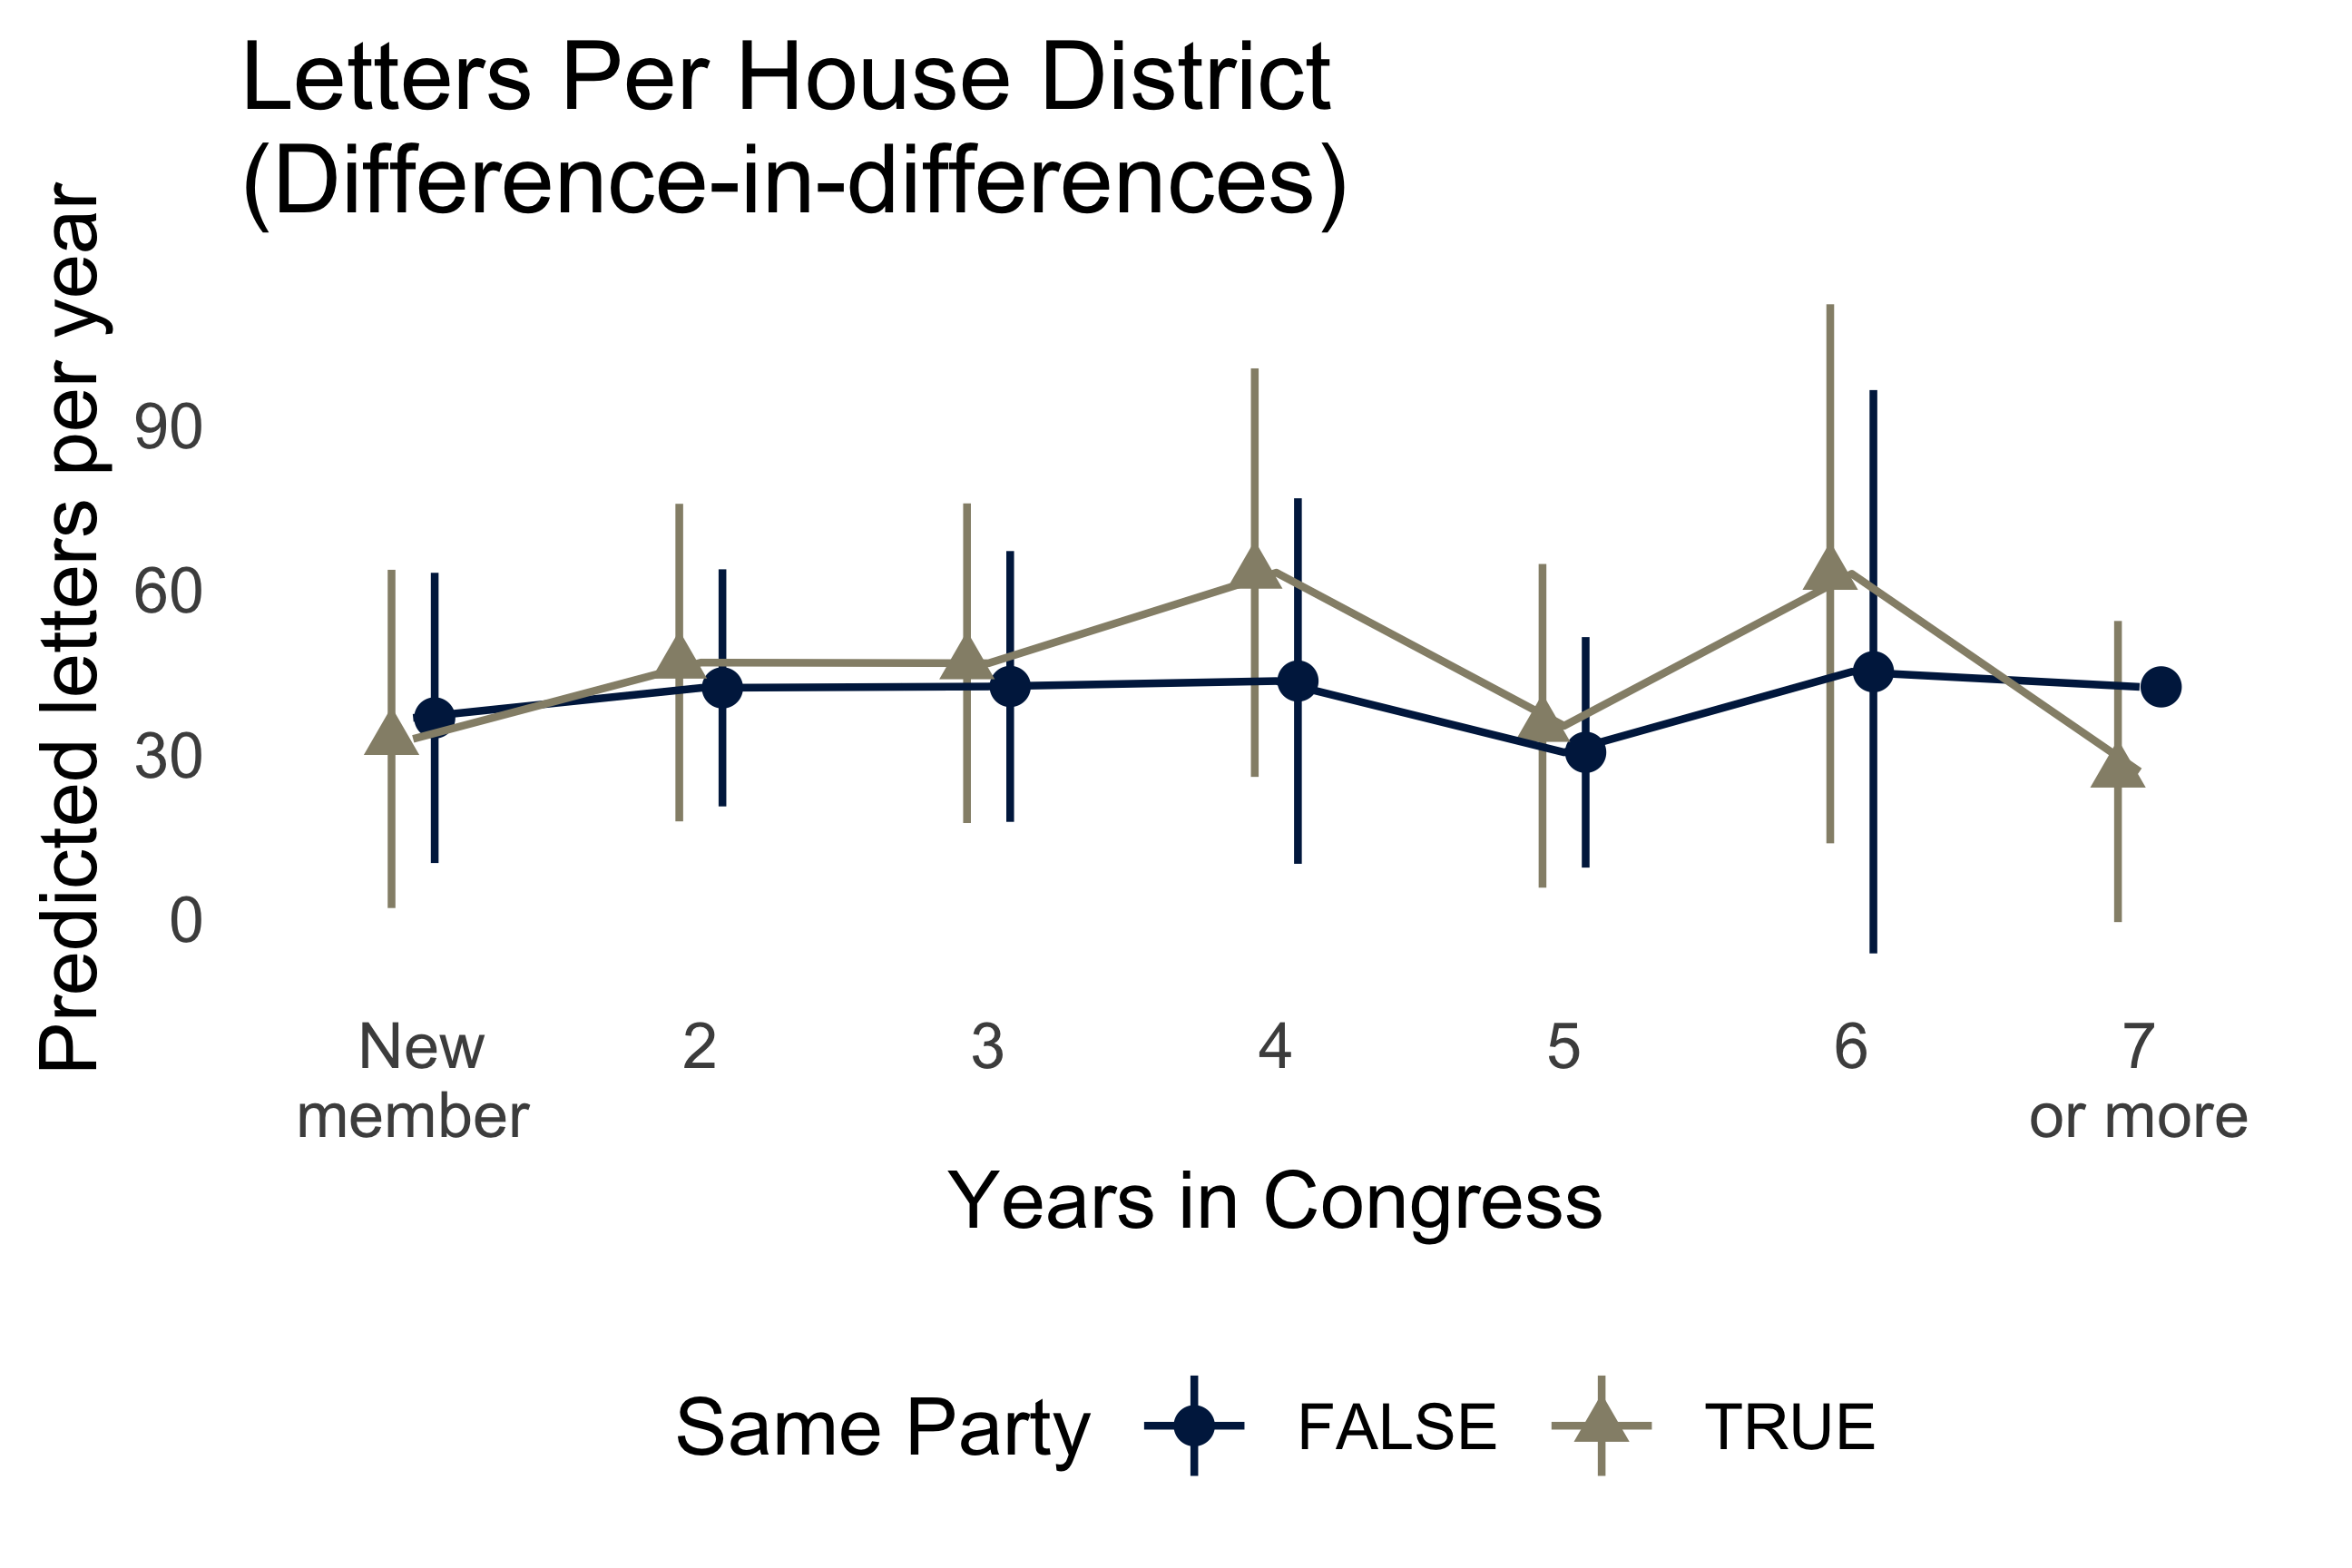 Letters Per House District
(Difference-in-differences)
Predicted letters per year
90
60
30
0
New
member
2
3
4
5
6
7
or more
Years in Congress
Same Party
FALSE
TRUE